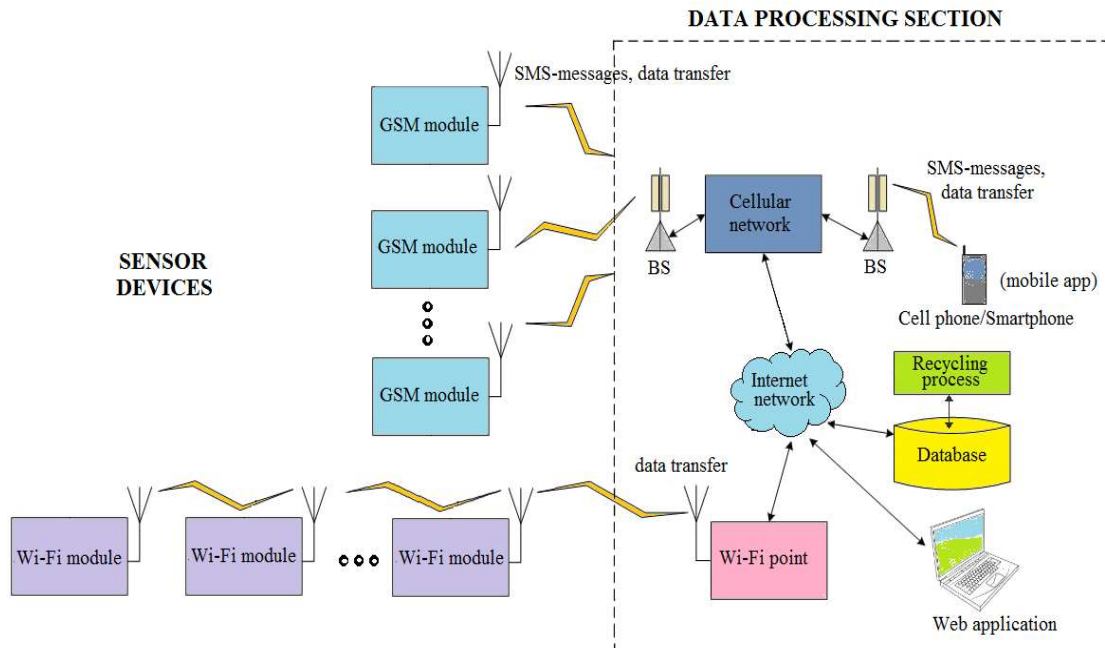 DATA PROCESSING SECTION
SMS-messages, data transfer
GSM module
SMS-messages,
data transfer
GSM module
Cellular
network
BS
BS
(mobile app)
Cell phone/Smartphone
SENSOR
DEVICES
GSM module
Internet
network
Recycling
process
Database
data transfer
Wi-Fi module
Wi-Fi module
Wi-Fi module
Wi-Fi point
Web application